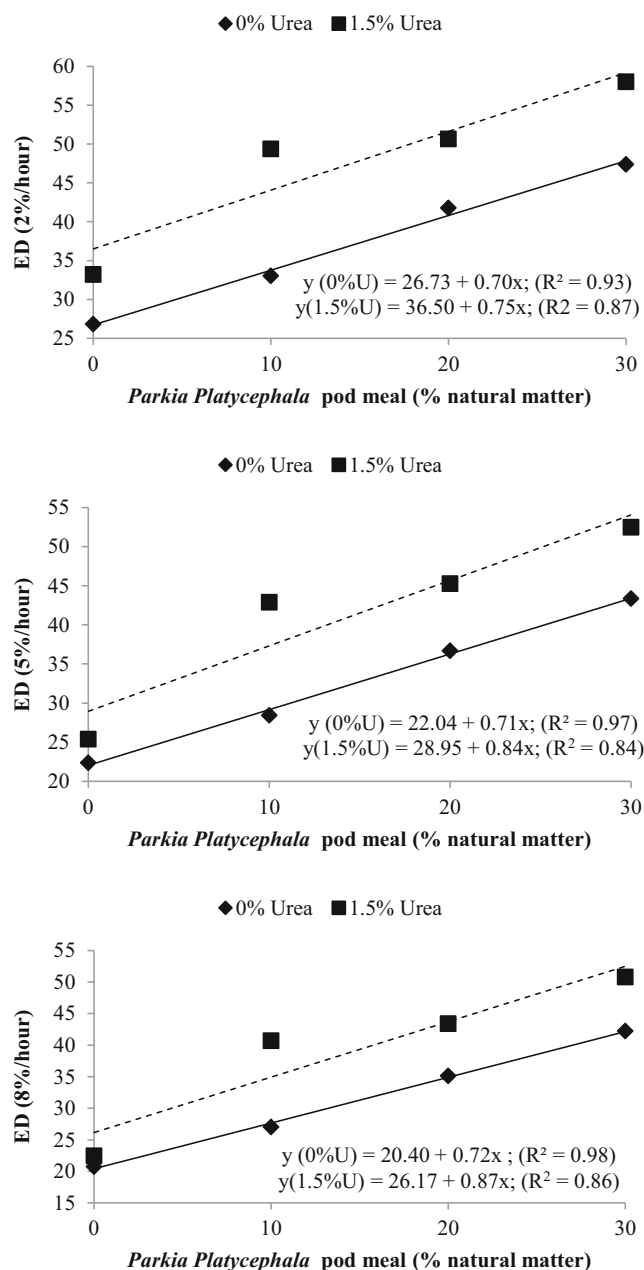 ◆ 0% Urea ■ 1.5% Urea
60
55
50
45
40
35
30
25
ED (2%/hour)
y (0%U) = 26.73 + 0.70x; (R² = 0.93)
y(1.5%U) = 36.50 + 0.75x; (R2 = 0.87)
0 10 20 30
Parkia Platycephala pod meal (% natural matter)
◆ 0% Urea ■ 1.5% Urea
55
50
45
40
35
30
25
20
ED (5%/hour)
y (0%U) = 22.04 + 0.71x; (R² = 0.97)
y(1.5%U) = 28.95 + 0.84x; (R² = 0.84)
0 10 20 30
Parkia Platycephala pod meal (% natural matter)
◆ 0% Urea ■ 1.5% Urea
55
50
45
40
35
30
25
20
15
ED (8%/hour)
y (0%U) = 20.40 + 0.72x ; (R² = 0.98)
y(1.5%U) = 26.17 + 0.87x; (R² = 0.86)
0 10 20 30
Parkia Platycephala pod meal (% natural matter)